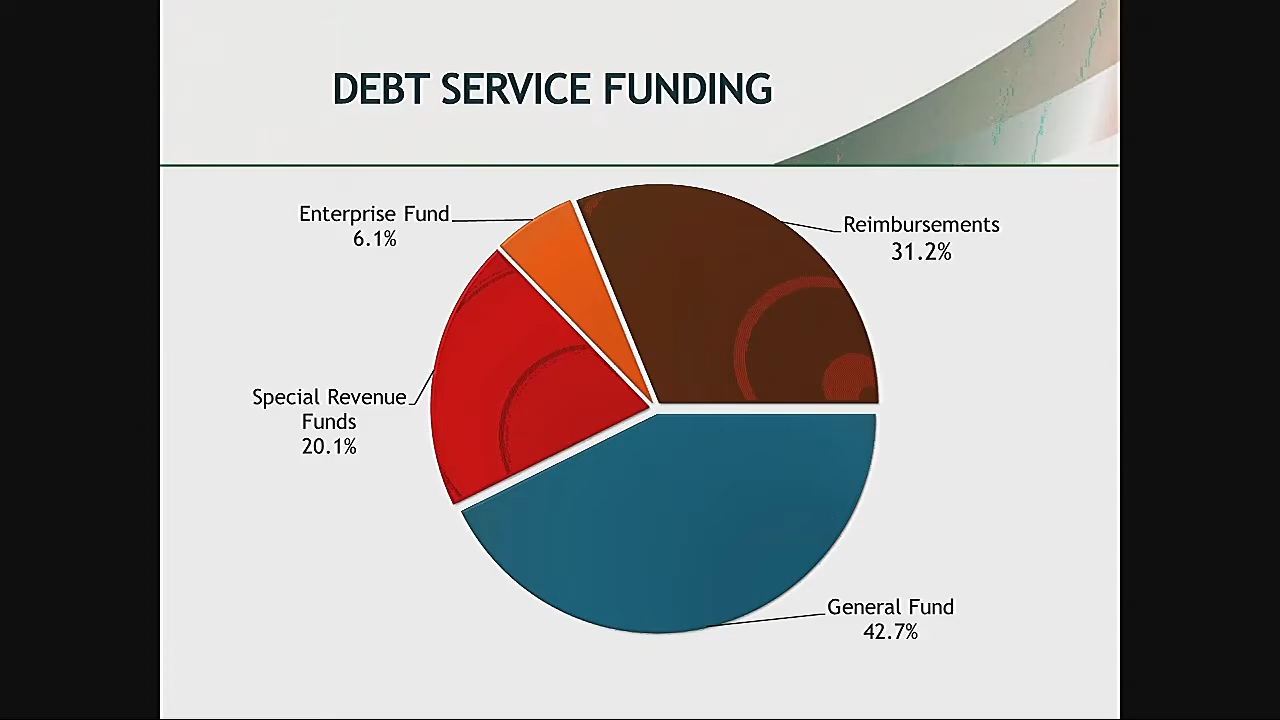 DEBT SERVICE FUNDING
Enterprise Fund
6.1%
Reimbursements
31.2%
Special Revenue
Funds
20.1%
General Fund
42.7%